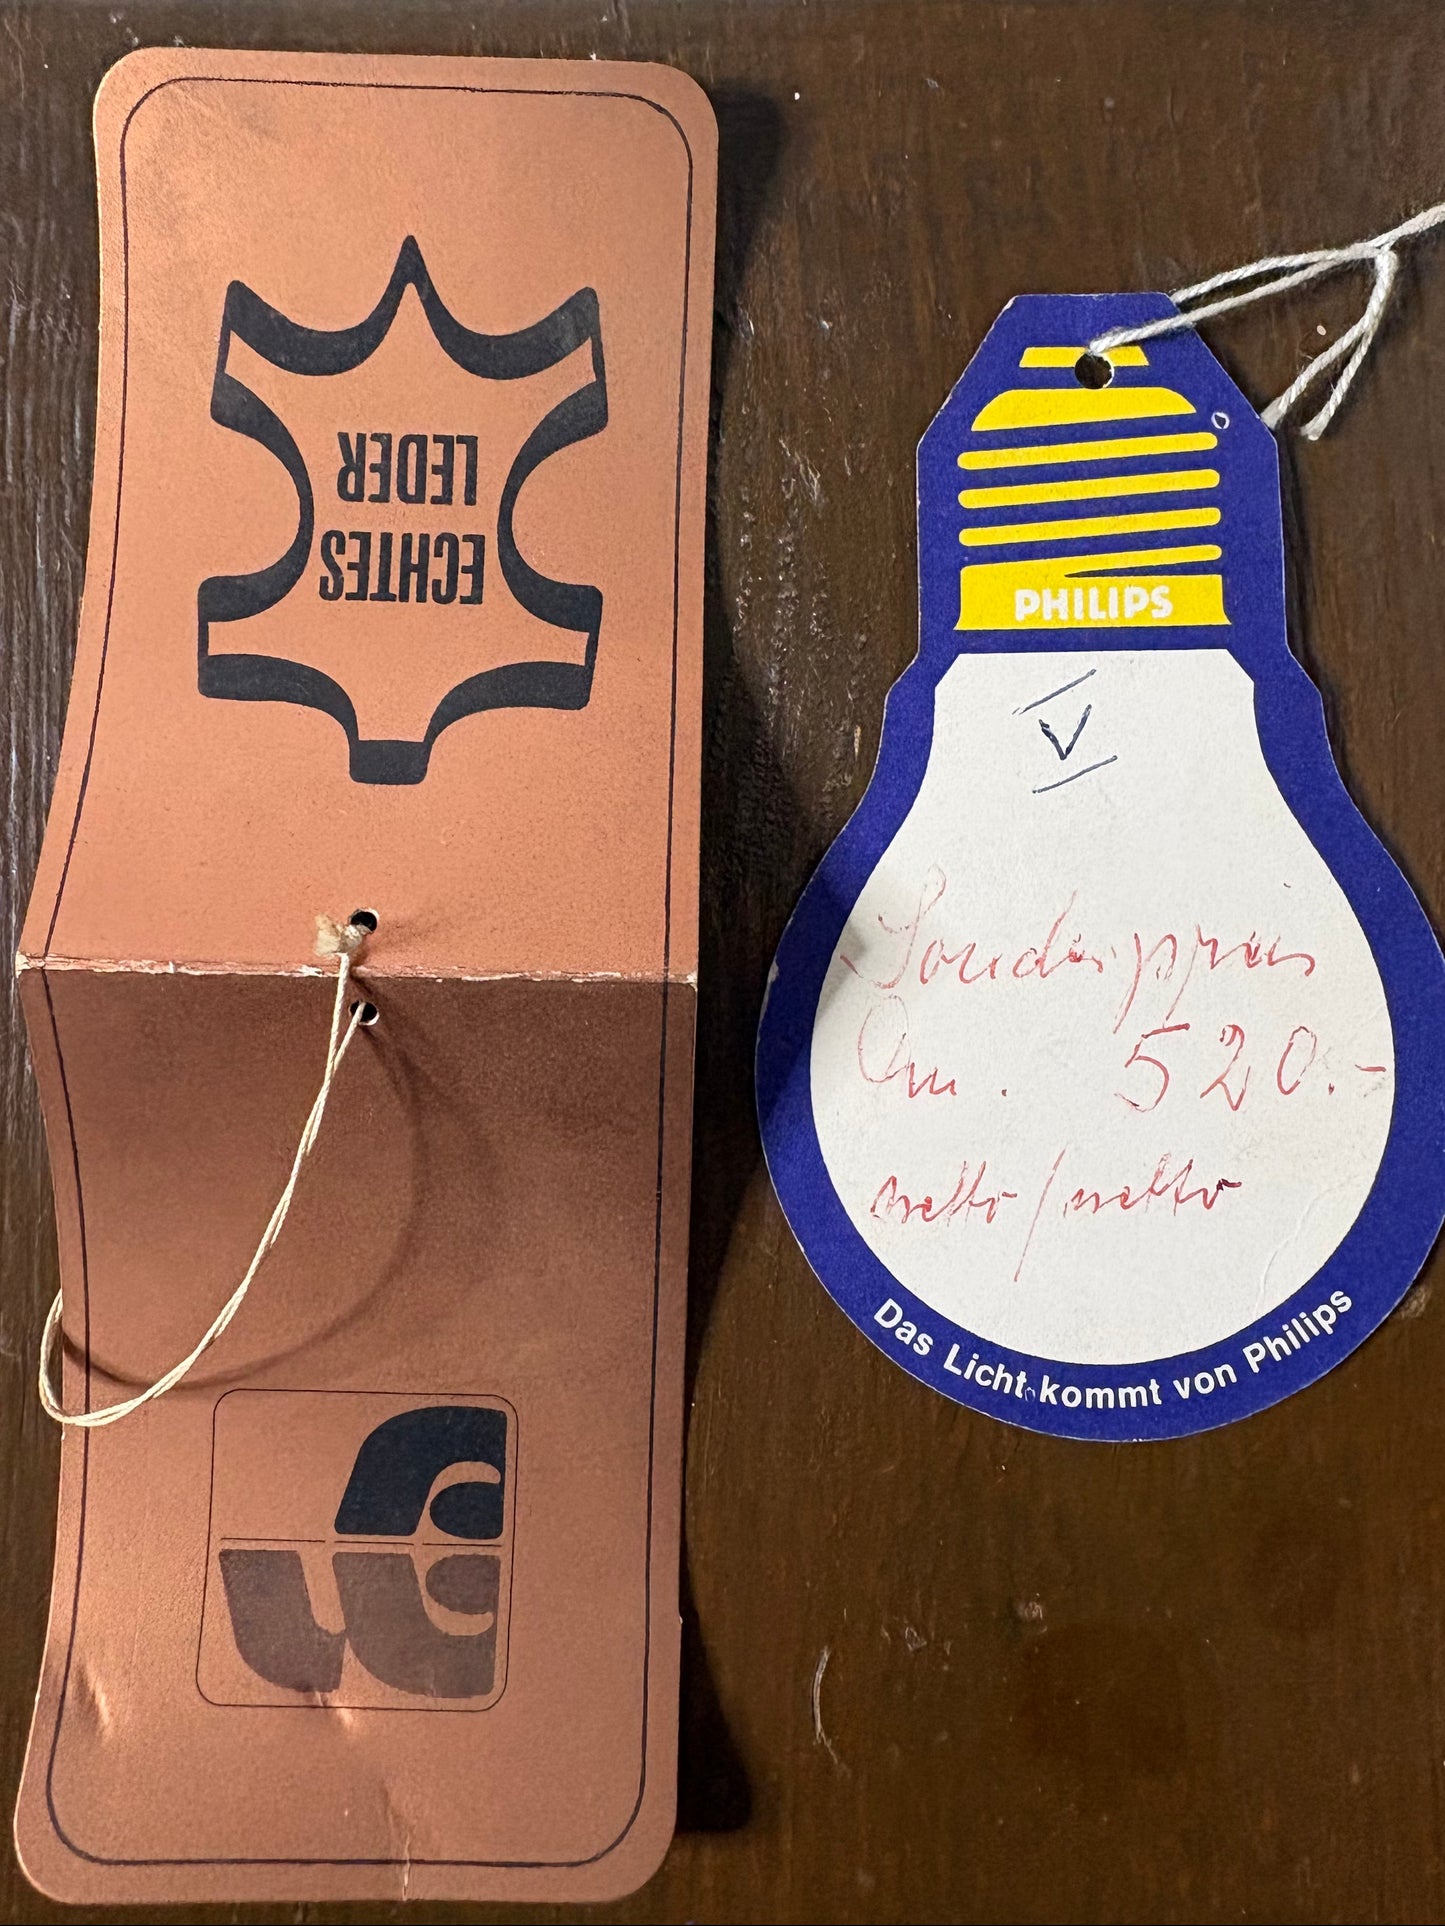 ECHTES
LEDER
PHILIPS
V
Sonderpreis
Dm. 520.-
netto/netto
Das Licht kommt von Philips